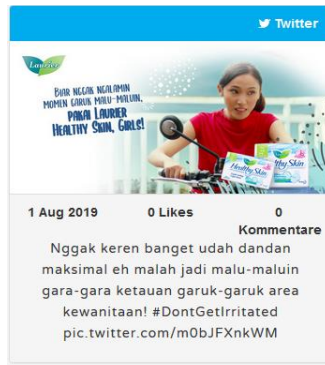 Twitter
Laurier
BIAR NGGAK NGALAMIN
MOMEN GARUK MALU-MALUIN,
PAKAI LAURIER
HEALTHY SKIN, GIRLS!
Healthy Skin
Healthy Skin
1 Aug 2019 0 Likes 0
Kommentare
Nggak keren banget udah dandan
maksimal eh malah jadi malu-maluin
gara-gara ketauan garuk-garuk area
kewanitaan! #DontGetIrritated
pic.twitter.com/m0bJFXnkWM